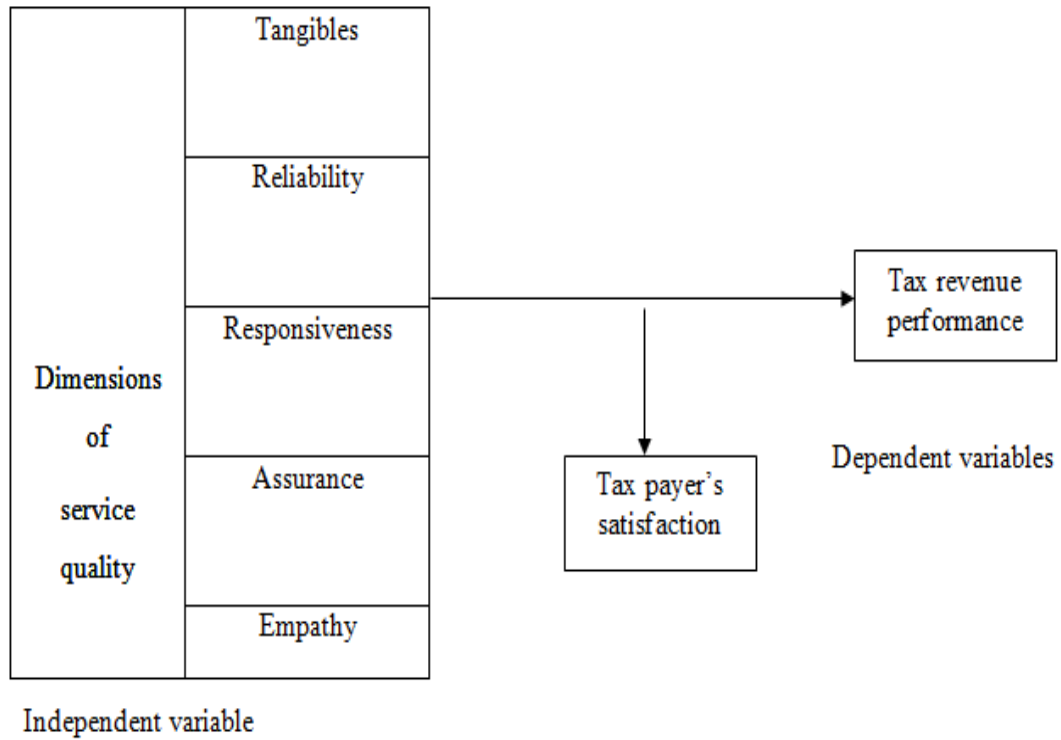 Tangibles
Reliability
Responsiveness
Assurance
Empathy
Dimensions
of
service
quality
Independent variable
Tax payer's
satisfaction
Tax revenue
performance
Dependent variables